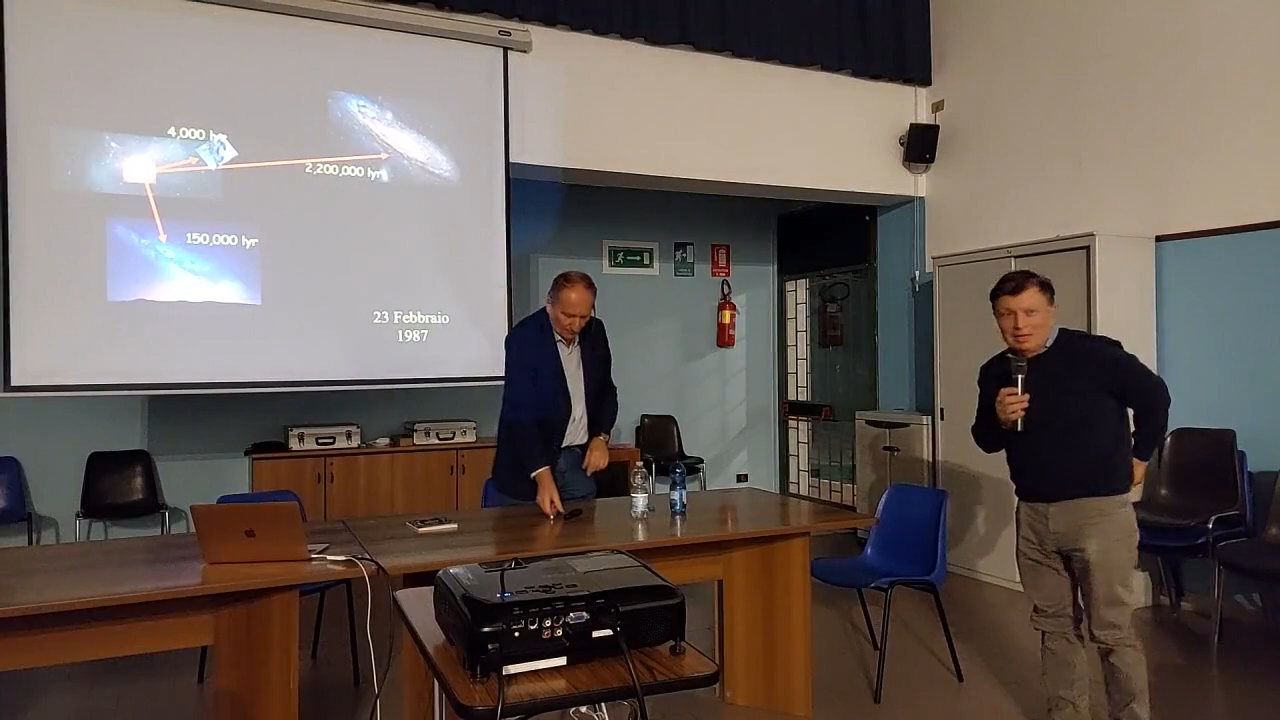 4,000 lyr
2,200,000 lyr
150,000 lyr
23 Febbraio
1987